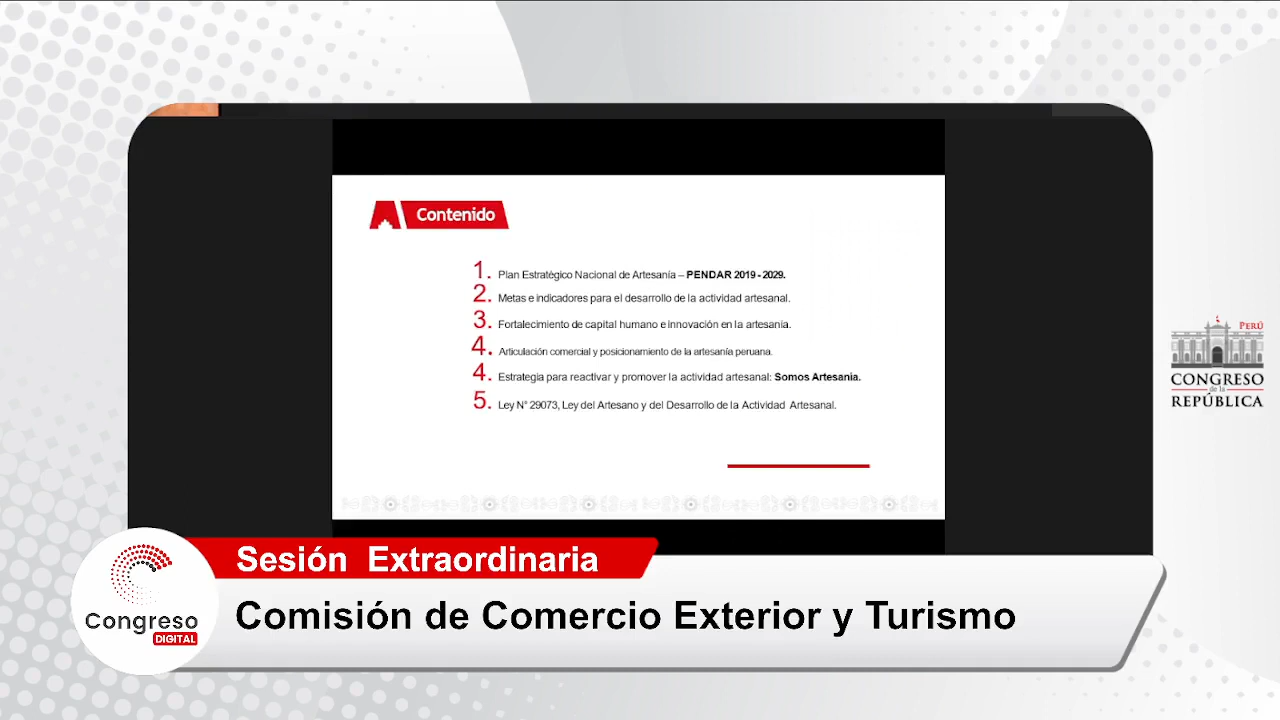 Contenido
1. Plan Estratégico Nacional de Artesanía – PENDAR 2019 - 2029.
2. Metas e indicadores para el desarrollo de la actividad artesanal.
3. Fortalecimiento de capital humano e innovación en la artesanía.
4. Articulación comercial y posicionamiento de la artesanía peruana.
4. Estrategia para reactivar y promover la actividad artesanal: Somos Artesanía.
5. Ley N° 29073, Ley del Artesano y del Desarrollo de la Actividad Artesanal.
PERÚ
CONGRESO
de la
REPÚBLICA
Sesión Extraordinaria
Comisión de Comercio Exterior y Turismo
Congreso
DIGITAL